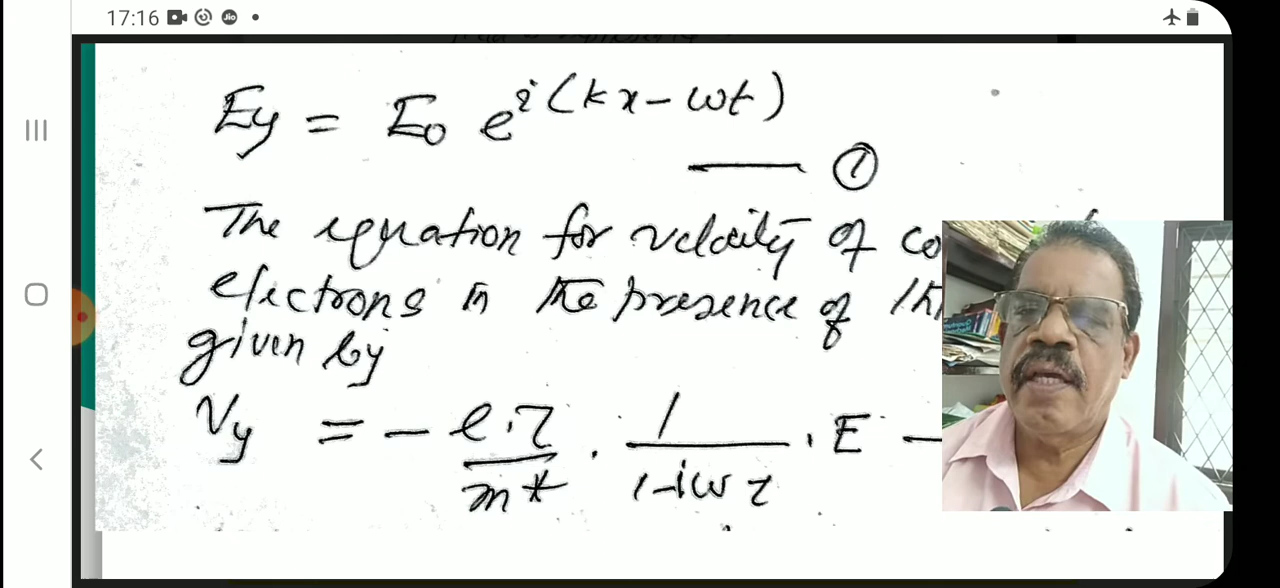 17:16
Ey = E₀ e^{i(kx-ωt)}
——— ①
The equation for velocity of co
electrons in the presence of th
given by
Vy = - e.τ/m* . 1/1-iωτ . E —